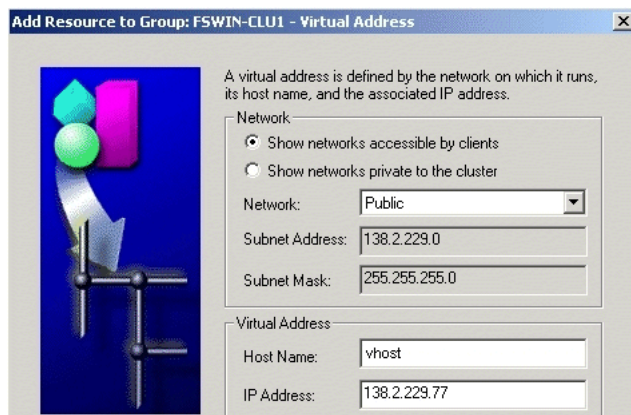 Add Resource to Group: FSWIN-CLU1 - Virtual Address
A virtual address is defined by the network on which it runs,
its host name, and the associated IP address.
Network
Show networks accessible by clients
Show networks private to the cluster
Network: Public
Subnet Address: 138.2.229.0
Subnet Mask: 255.255.255.0
Virtual Address
Host Name: vhost
IP Address: 138.2.229.77